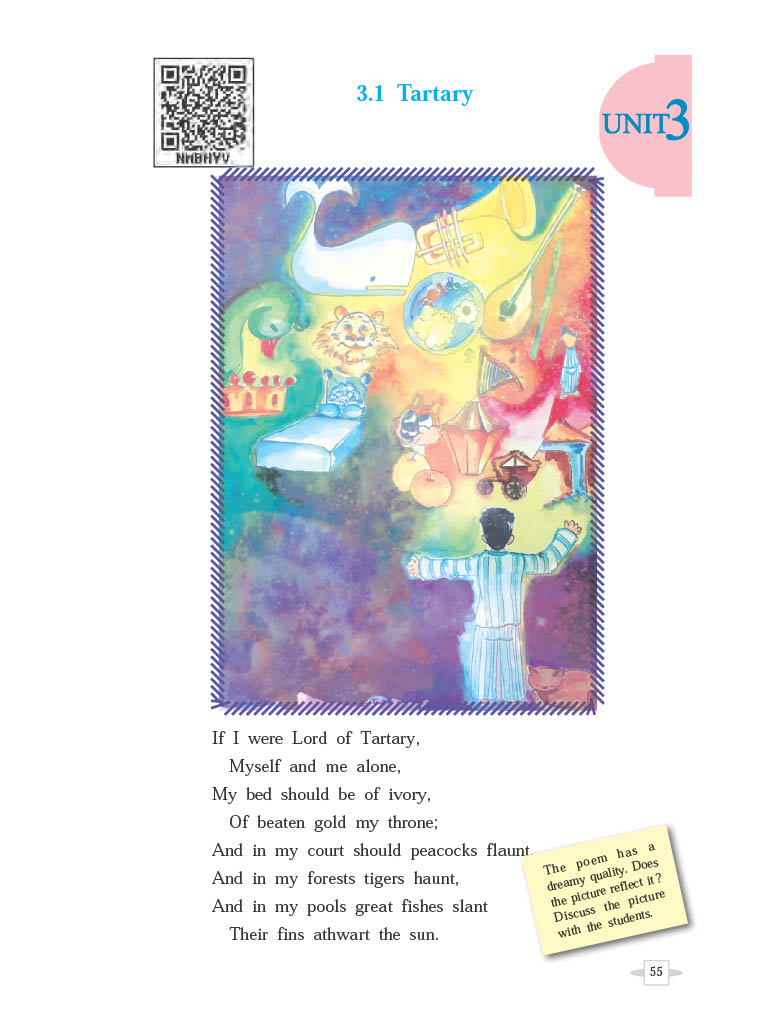 NHBHYV
3.1 Tartary
UNIT3
If I were Lord of Tartary,
Myself and me alone,
My bed should be of ivory,
Of beaten gold my throne;
And in my court should peacocks flaunt,
And in my forests tigers haunt,
And in my pools great fishes slant
Their fins athwart the sun.
The poem has a
dreamy quality. Does
the picture reflect it?
Discuss the picture
with the students.
55